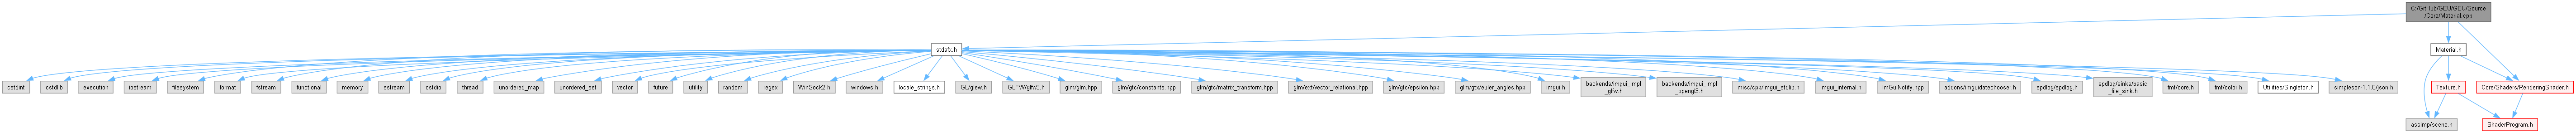 C:/GitHub/GEU/GEU/Source
/Core/Material.cpp
stdafx.h
Material.h
cstdint
cstdlib
execution
iostream
filesystem
format
fstream
functional
memory
sstream
cstdio
thread
unordered_map
unordered_set
vector
future
utility
random
regex
WinSock2.h
windows.h
locale_strings.h
GL/glew.h
GLFW/glfw3.h
glm/glm.hpp
glm/gtc/constants.hpp
glm/gtc/matrix_transform.hpp
glm/ext/vector_relational.hpp
glm/gtc/epsilon.hpp
glm/gtx/euler_angles.hpp
imgui.h
backends/imgui_impl
_glfw.h
backends/imgui_impl
_opengl3.h
misc/cpp/imgui_stdlib.h
imgui_internal.h
ImGuiNotify.hpp
addons/imguidatechooser.h
spdlog/spdlog.h
spdlog/sinks/basic
_file_sink.h
fmt/core.h
fmt/color.h
Utilities/Singleton.h
simpleson-1.1.0/json.h
Texture.h
Core/Shaders/RenderingShader.h
assimp/scene.h
ShaderProgram.h